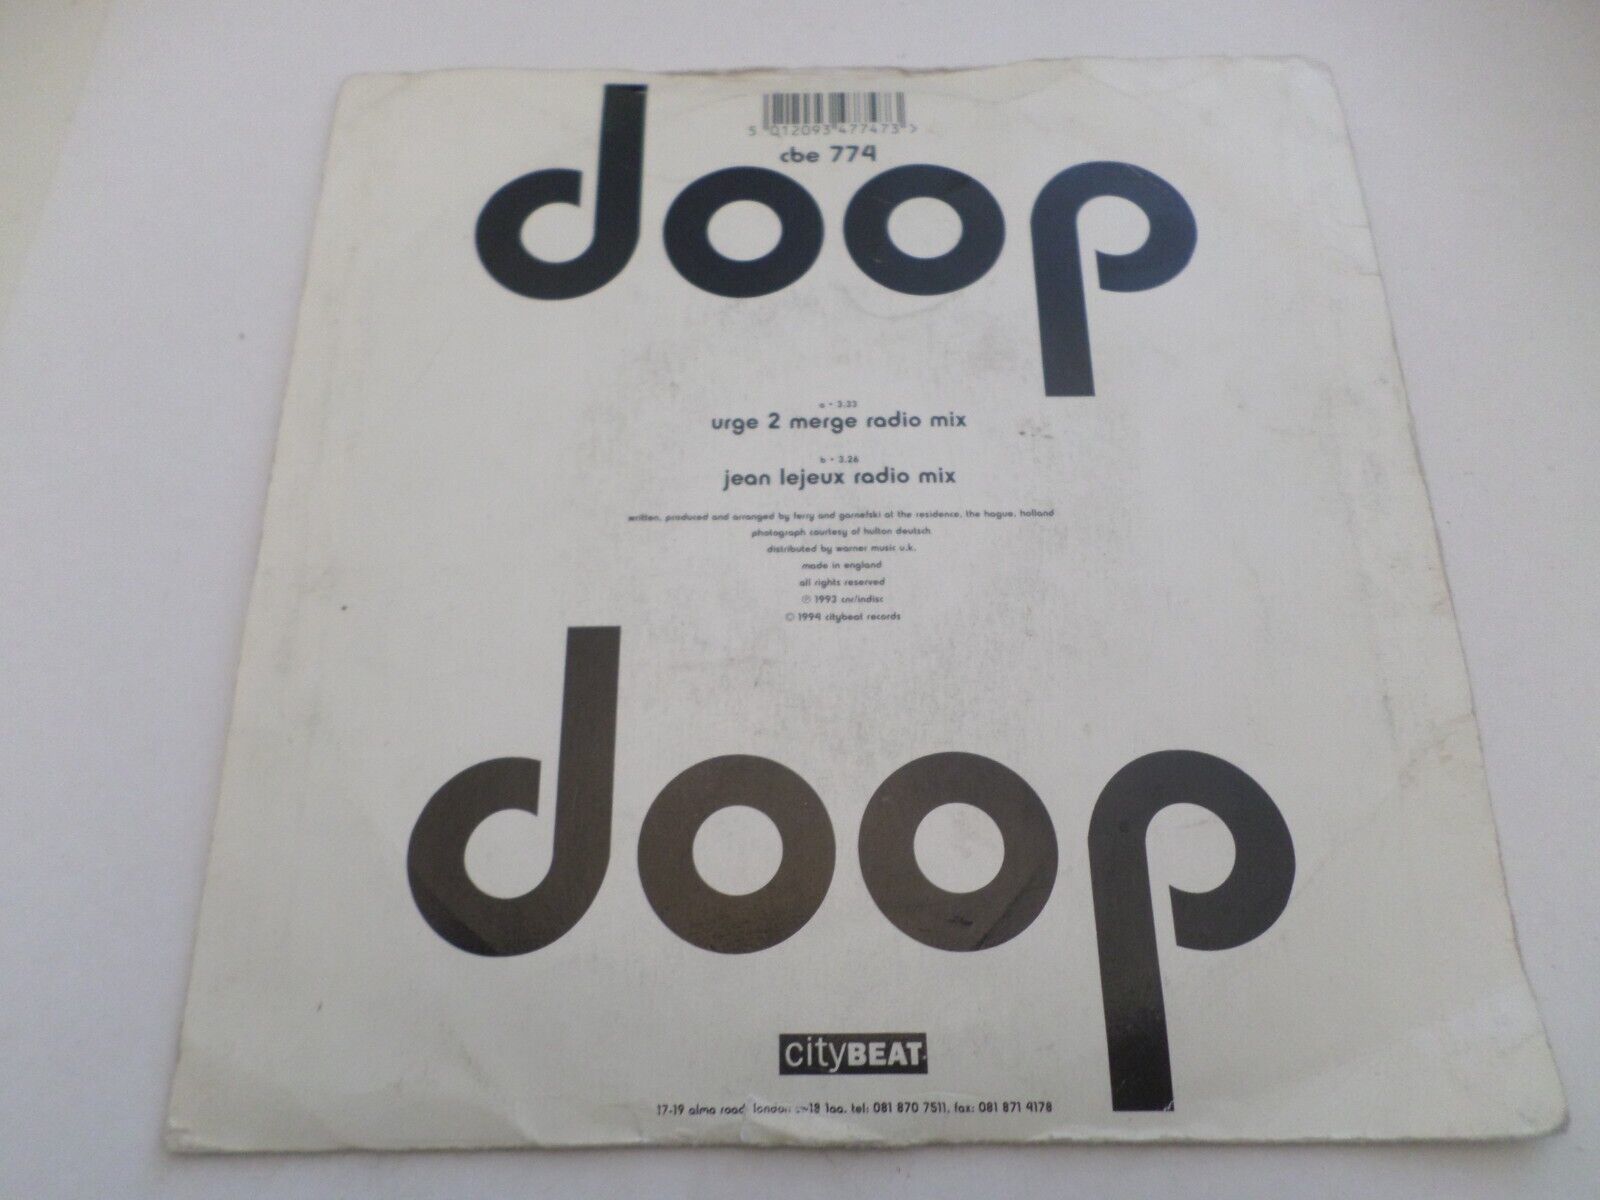 5 012093 477473 >
cbe 774
doop
a • 3.33
urge 2 merge radio mix
b • 3.26
jean lejeux radio mix
written, produced and arranged by ferry and garnefski at the residence, the hague, holland
photograph courtesy of hulton deutsch
distributed by warner music u.k.
made in england
all rights reserved
℗ 1993 cnr/indisc
© 1994 citybeat records
doop
cityBEAT
17-19 alma road, london sw18 1aa. tel: 081 870 7511, fax: 081 871 4178